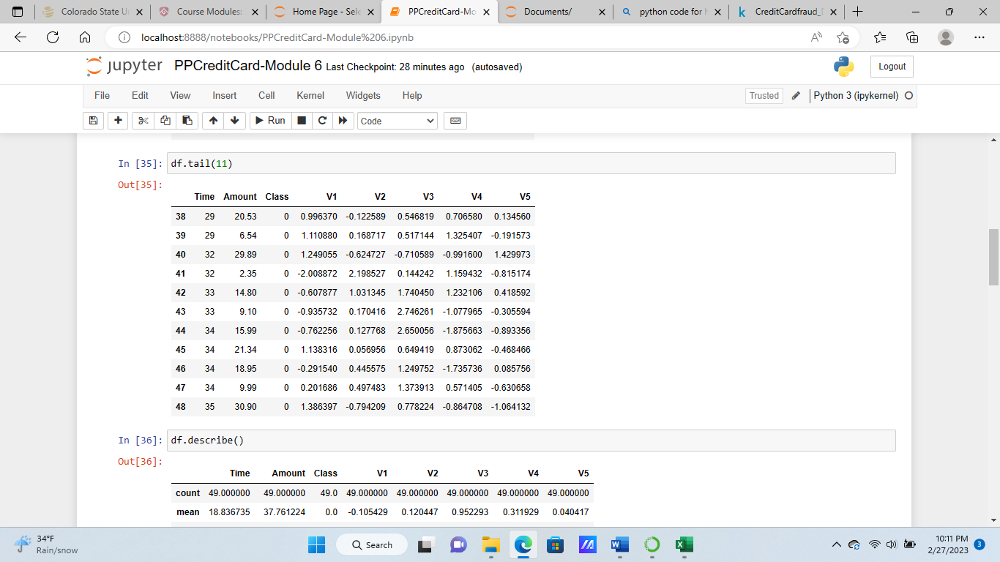 Colorado State U
Course Modules:
Home Page - Sele
PPCreditCard-Mo
Documents/
python code for
CreditCardfraud_
localhost:8888/notebooks/PPCreditCard-Module%206.ipynb
jupyter PPCreditCard-Module 6 Last Checkpoint: 28 minutes ago (autosaved)
Logout
File Edit View Insert Cell Kernel Widgets Help
Trusted Python 3 (ipykernel)
Run Code
In [35]: df.tail(11)
Out[35]:
Time Amount Class V1 V2 V3 V4 V5
38 29 20.53 0 0.996370 -0.122589 0.546819 0.706580 0.134560
39 29 6.54 0 1.110880 0.168717 0.517144 1.325407 -0.191573
40 32 29.89 0 1.249055 -0.624727 -0.710589 -0.991600 1.429973
41 32 2.35 0 -2.008872 2.198527 0.144242 1.159432 -0.815174
42 33 14.80 0 -0.607877 1.031345 1.740450 1.232106 0.418592
43 33 9.10 0 -0.935732 0.170416 2.746261 -1.077965 -0.305594
44 34 15.99 0 -0.762256 0.127768 2.650056 -1.875663 -0.893356
45 34 21.34 0 1.138316 0.056956 0.649419 0.873062 -0.468466
46 34 18.95 0 -0.291540 0.445575 1.249752 -1.735736 0.085756
47 34 9.99 0 0.201686 0.497483 1.373913 0.571405 -0.630658
48 35 30.90 0 1.386397 -0.794209 0.778224 -0.864708 -1.064132
In [36]: df.describe()
Out[36]:
Time Amount Class V1 V2 V3 V4 V5
count 49.000000 49.000000 49.0 49.000000 49.000000 49.000000 49.000000 49.000000
mean 18.836735 37.761224 0.0 -0.105429 0.120447 0.952293 0.311929 0.040417
34°F
Rain/snow
Search
10:11 PM
2/27/2023
3